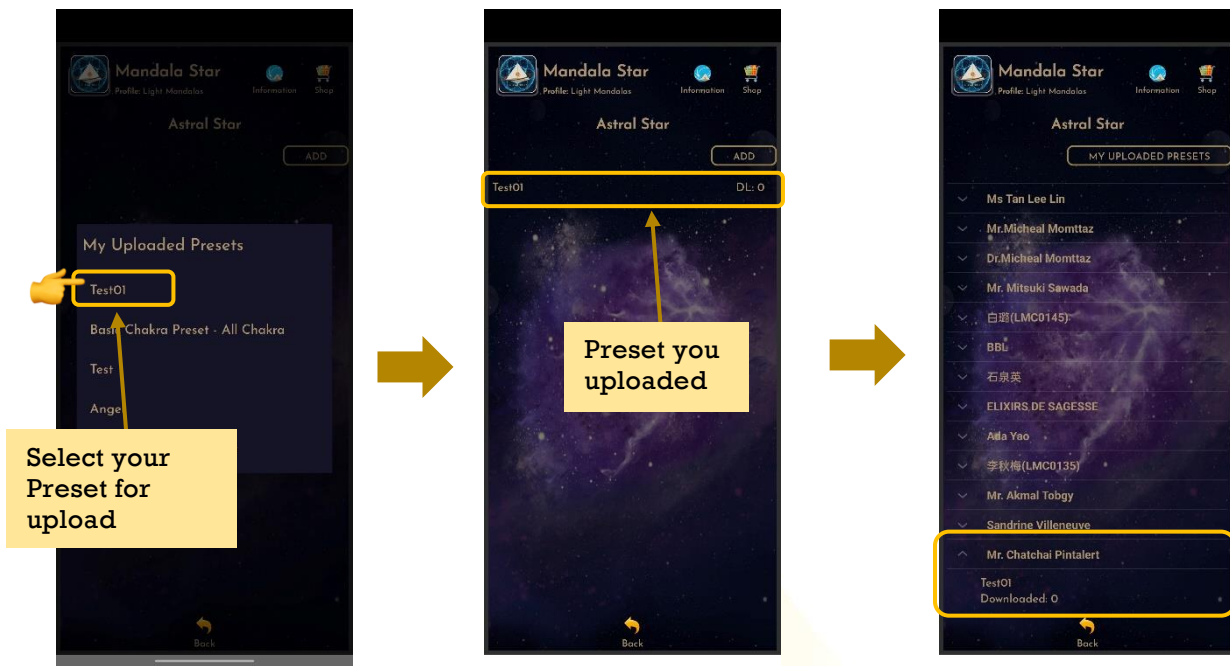 Mandala Star
Profile: Light Mandalas
Information
Shop
Astral Star
ADD
My Uploaded Presets
Test01
Basic Chakra Preset - All Chakra
Test
Ange
Select your
Preset for
upload
Back
Mandala Star
Profile: Light Mandalas
Information
Shop
Astral Star
ADD
Test01 DL: 0
Preset you
uploaded
Back
Mandala Star
Profile: Light Mandalas
Information
Shop
Astral Star
MY UPLOADED PRESETS
Ms Tan Lee Lin
Mr.Micheal Momttaz
Dr.Micheal Momttaz
Mr. Mitsuki Sawada
白璐(LMC0145)
BBL
石泉英
ELIXIRS DE SAGESSE
Ada Yao
李秋梅(LMC0135)
Mr. Akmal Tobgy
Sandrine Villeneuve
Mr. Chatchai Pintalert
Test01
Downloaded: 0
Back